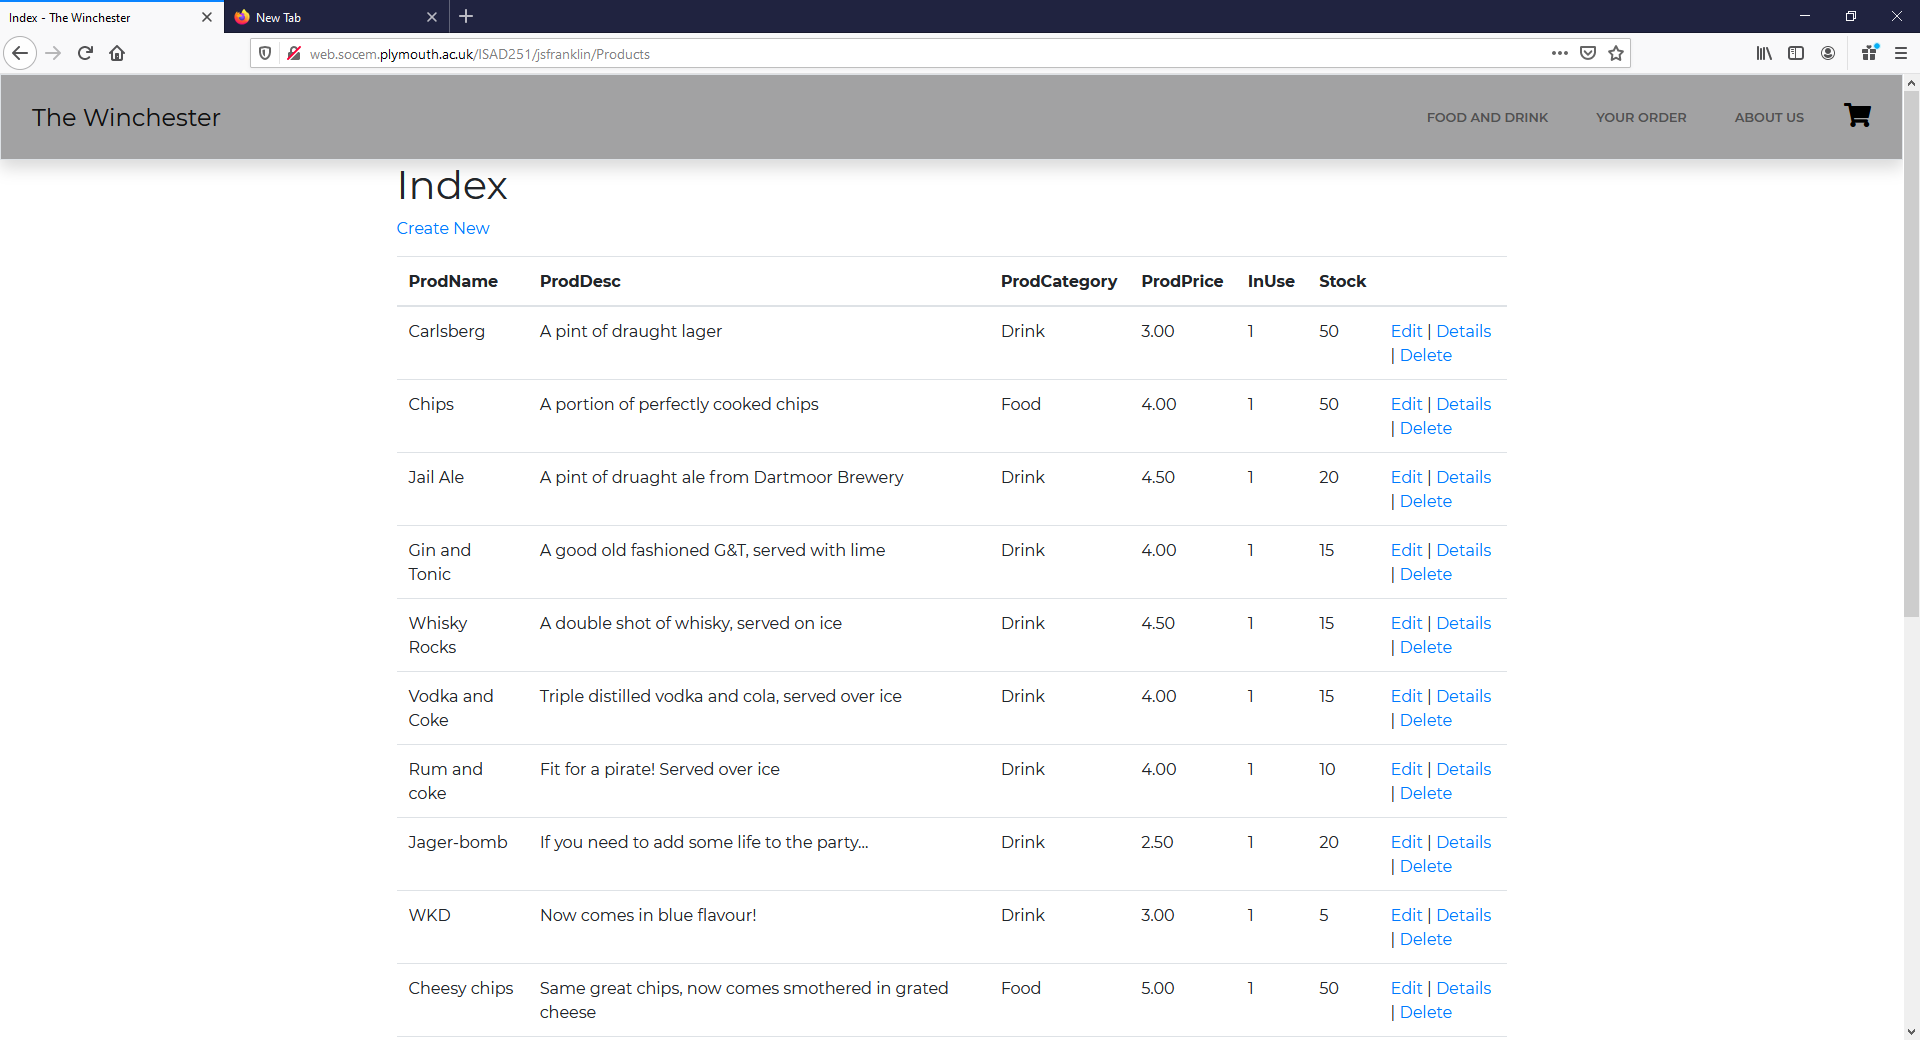 Index - The Winchester
New Tab
web.socem.plymouth.ac.uk/ISAD251/jsfranklin/Products
The Winchester
FOOD AND DRINK YOUR ORDER ABOUT US
Index
Create New
ProdName ProdDesc ProdCategory ProdPrice InUse Stock
Carlsberg A pint of draught lager Drink 3.00 1 50 Edit | Details
| Delete
Chips A portion of perfectly cooked chips Food 4.00 1 50 Edit | Details
| Delete
Jail Ale A pint of druaght ale from Dartmoor Brewery Drink 4.50 1 20 Edit | Details
| Delete
Gin and A good old fashioned G&T, served with lime Drink 4.00 1 15 Edit | Details
Tonic | Delete
Whisky A double shot of whisky, served on ice Drink 4.50 1 15 Edit | Details
Rocks | Delete
Vodka and Triple distilled vodka and cola, served over ice Drink 4.00 1 15 Edit | Details
Coke | Delete
Rum and Fit for a pirate! Served over ice Drink 4.00 1 10 Edit | Details
coke | Delete
Jager-bomb If you need to add some life to the party... Drink 2.50 1 20 Edit | Details
| Delete
WKD Now comes in blue flavour! Drink 3.00 1 5 Edit | Details
| Delete
Cheesy chips Same great chips, now comes smothered in grated Food 5.00 1 50 Edit | Details
cheese | Delete